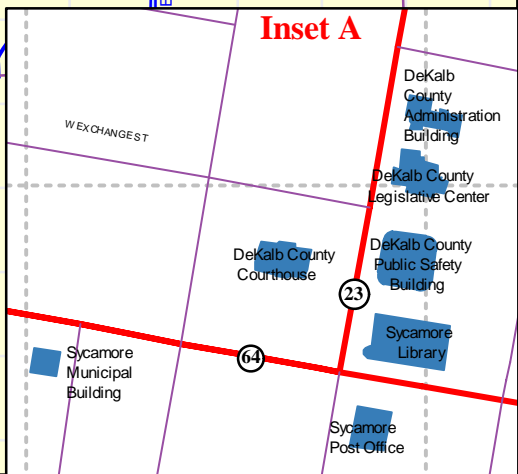 Inset A
DeKalb
County
Administration
Building
W EXCHANGE ST
DeKalb County
Legislative Center
DeKalb County
Courthouse
DeKalb County
Public Safety
Building
23
Sycamore
Library
64
Sycamore
Municipal
Building
Sycamore
Post Office